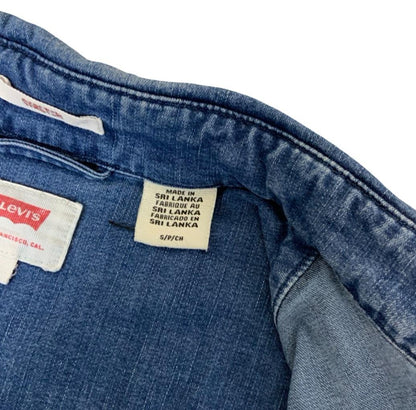 Levi's
FRANCISCO, CAL.
MADE IN
SRI LANKA
FABRIQUE AU
SRI LANKA
FABRICADO EN
SRI LANKA
S/P/CH